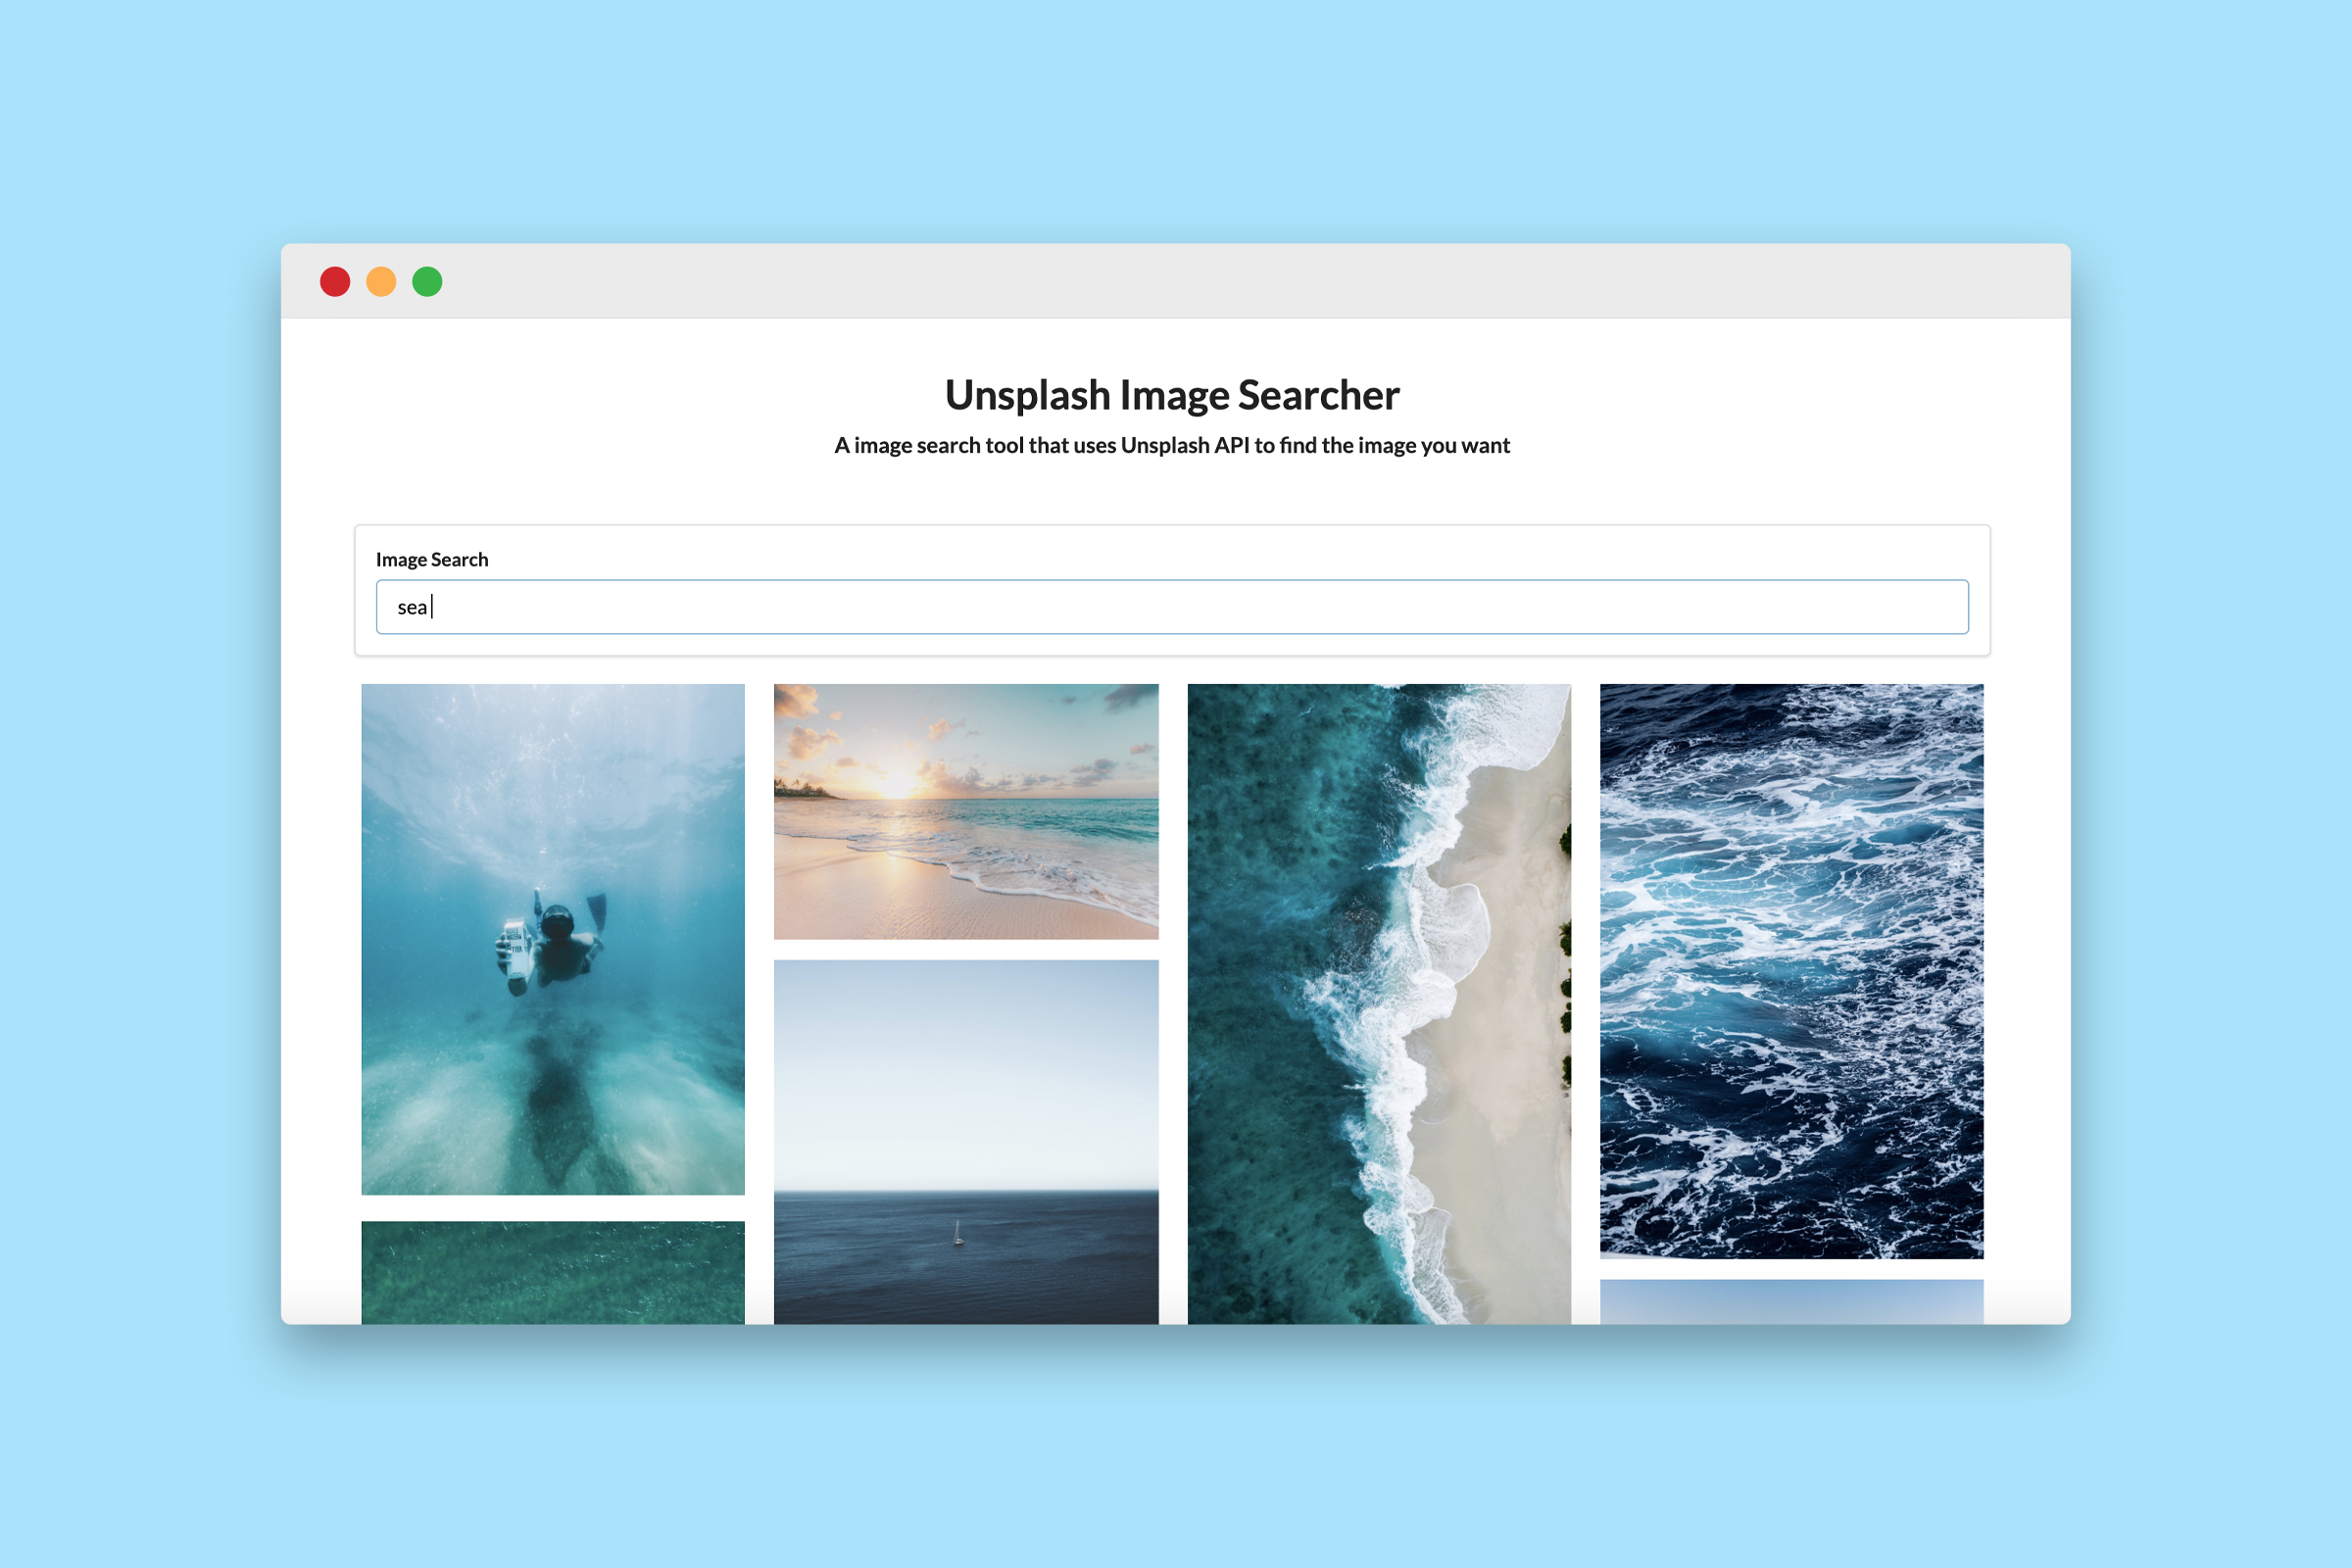 Unsplash Image Searcher
A image search tool that uses Unsplash API to find the image you want
Image Search
sea